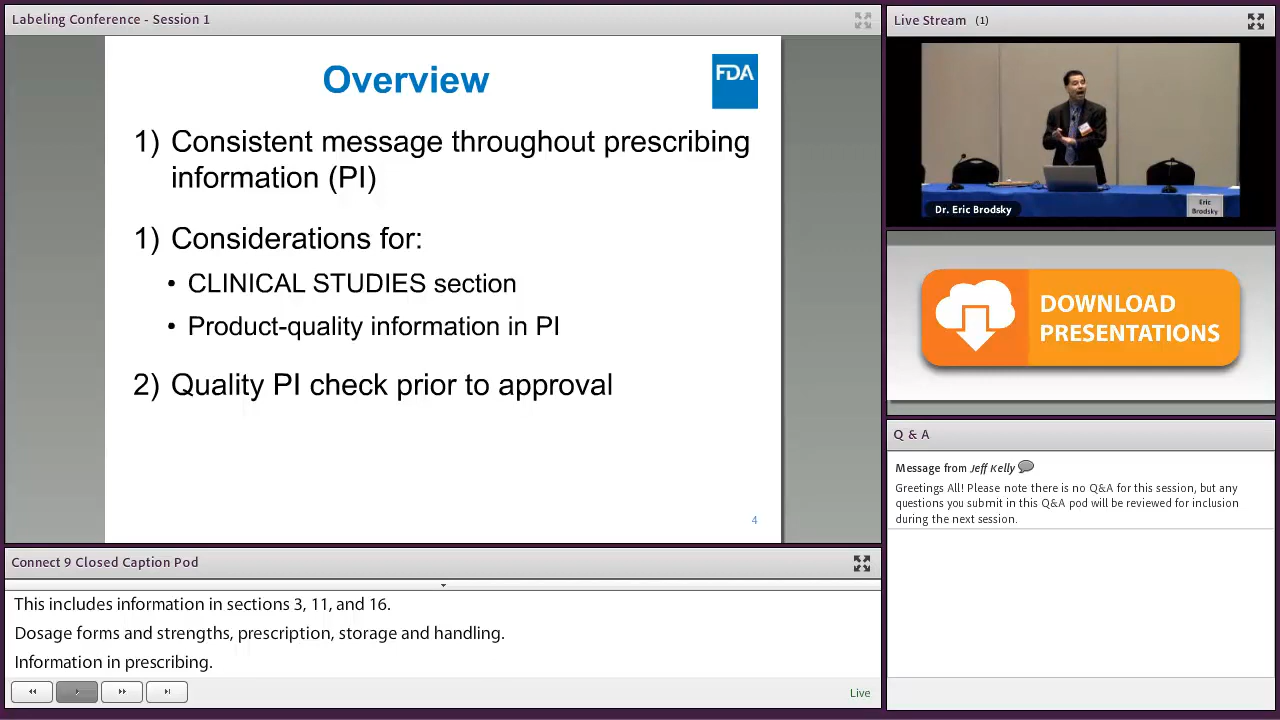 Labeling Conference - Session 1
Overview
FDA
1) Consistent message throughout prescribing
information (PI)
1) Considerations for:
• CLINICAL STUDIES section
• Product-quality information in PI
2) Quality PI check prior to approval
4
Connect 9 Closed Caption Pod
This includes information in sections 3, 11, and 16.
Dosage forms and strengths, prescription, storage and handling.
Information in prescribing.
Live
Live Stream (1)
Dr. Eric Brodsky
Eric
Brodsky
DOWNLOAD
PRESENTATIONS
Q & A
Message from Jeff Kelly
Greetings All! Please note there is no Q&A for this session, but any
questions you submit in this Q&A pod will be reviewed for inclusion
during the next session.